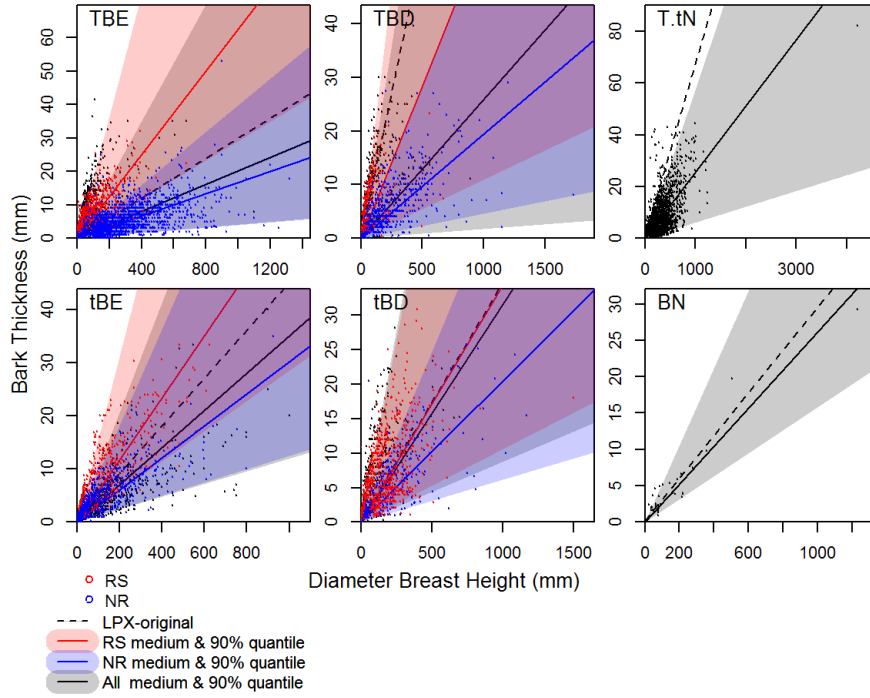 TBE
TBD
T.tN
0 10 20 30 40 50 60
0 10 20 30 40
0 20 40 60 80
0 400 800 1200
0 500 1000 1500
0 1000 3000
Bark Thickness (mm)
tBE
tBD
BN
0 10 20 30 40
0 5 10 15 20 25 30
0 5 10 15 20 25 30
0 200 400 600 800
0 500 1000 1500
0 200 600 1000
Diameter Breast Height (mm)
RS
NR
LPX-original
RS medium & 90% quantile
NR medium & 90% quantile
All medium & 90% quantile